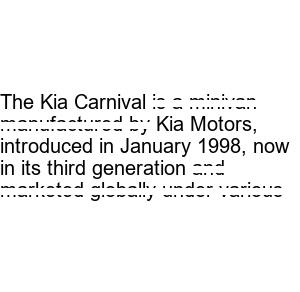 The Kia Carnival is a minivan
manufactured by Kia Motors,
introduced in January 1998, now
in its third generation and
marketed globally under various